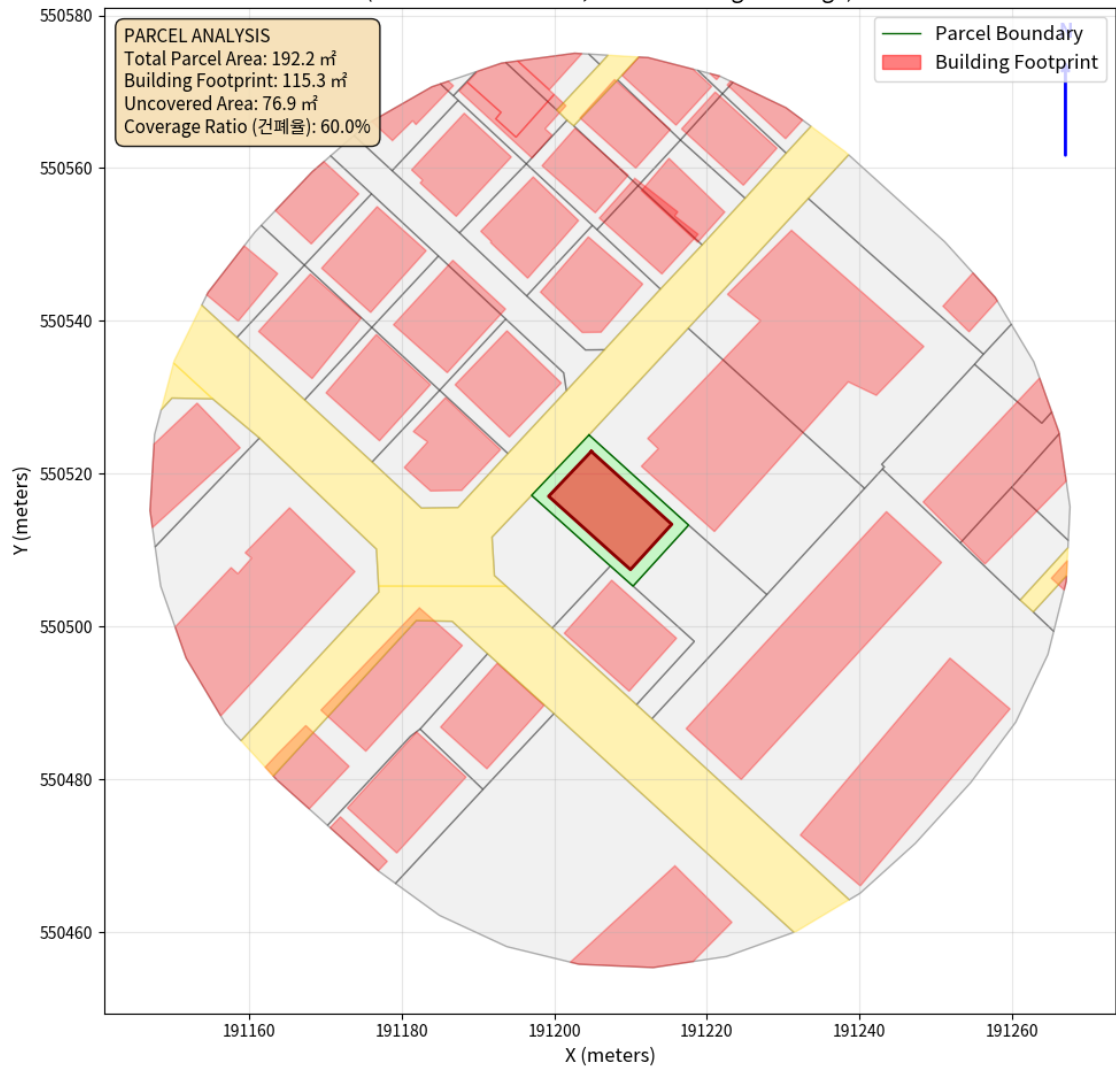 PARCEL ANALYSIS
Total Parcel Area: 192.2 ㎡
Building Footprint: 115.3 ㎡
Uncovered Area: 76.9 ㎡
Coverage Ratio (건폐율): 60.0%
Parcel Boundary
Building Footprint
N
550580
550560
550540
550520
550500
550480
550460
Y (meters)
191160
191180
191200
191220
191240
191260
X (meters)